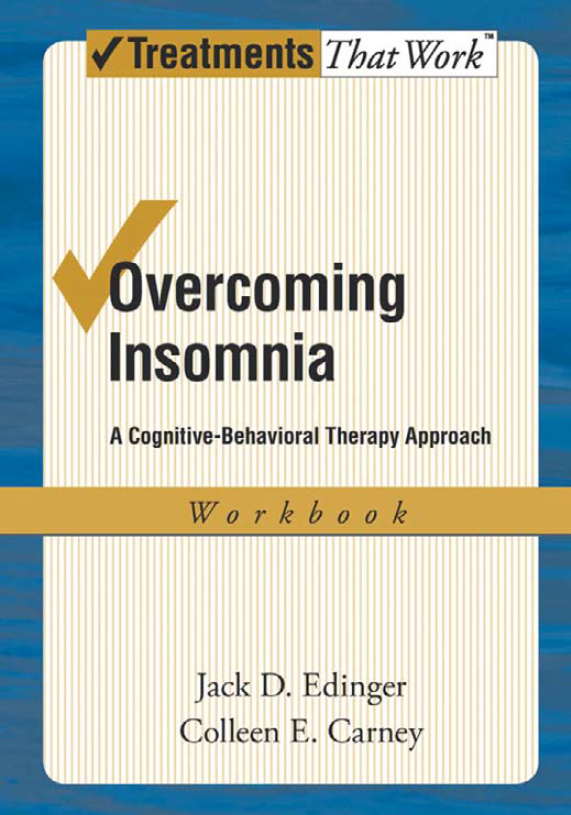 Treatments That Work™
Overcoming
Insomnia
A Cognitive-Behavioral Therapy Approach
Workbook
Jack D. Edinger
Colleen E. Carney